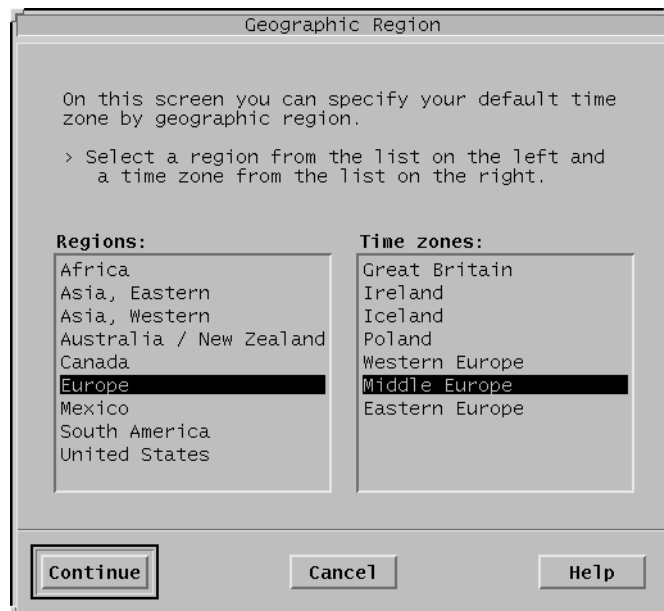 Geographic Region
On this screen you can specify your default time
zone by geographic region.
> Select a region from the list on the left and
a time zone from the list on the right.
Regions:
Africa
Asia, Eastern
Asia, Western
Australia / New Zealand
Canada
Europe
Mexico
South America
United States
Time zones:
Great Britain
Ireland
Iceland
Poland
Western Europe
Middle Europe
Eastern Europe
Continue
Cancel
Help